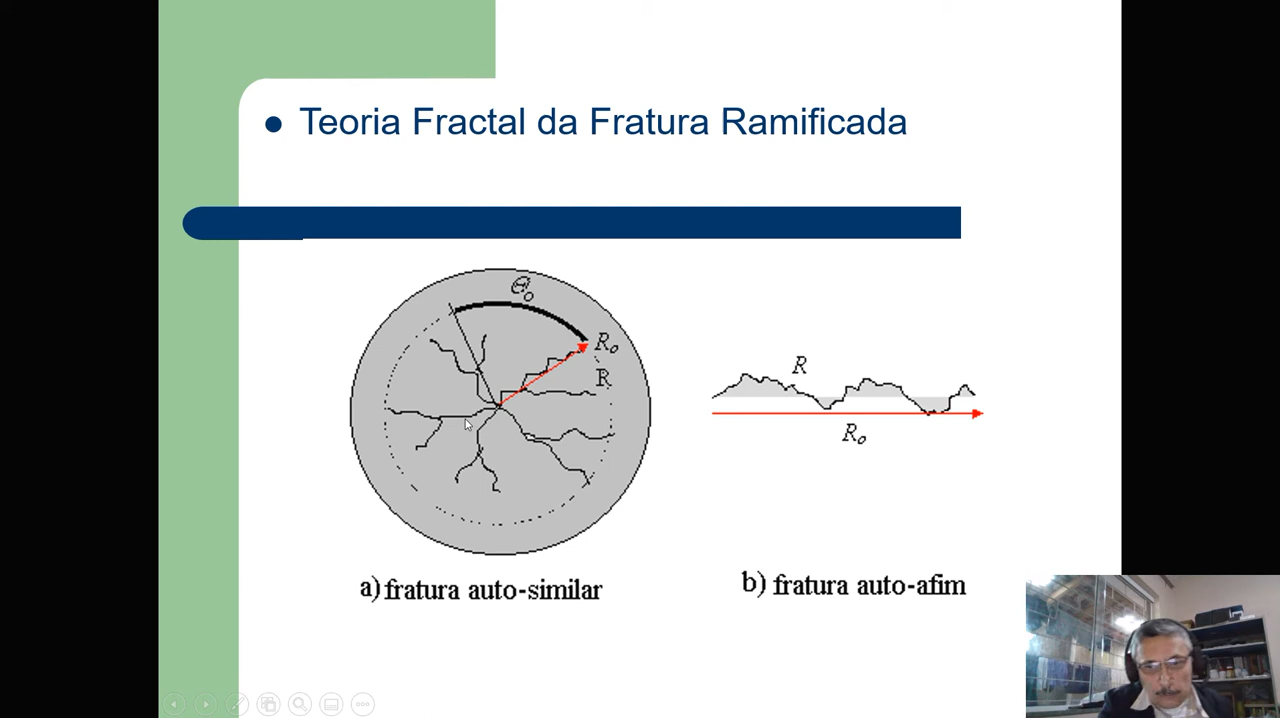 Teoria Fractal da Fratura Ramificada
Θo
Ro
R
R
Ro
a) fratura auto-similar
b) fratura auto-afim